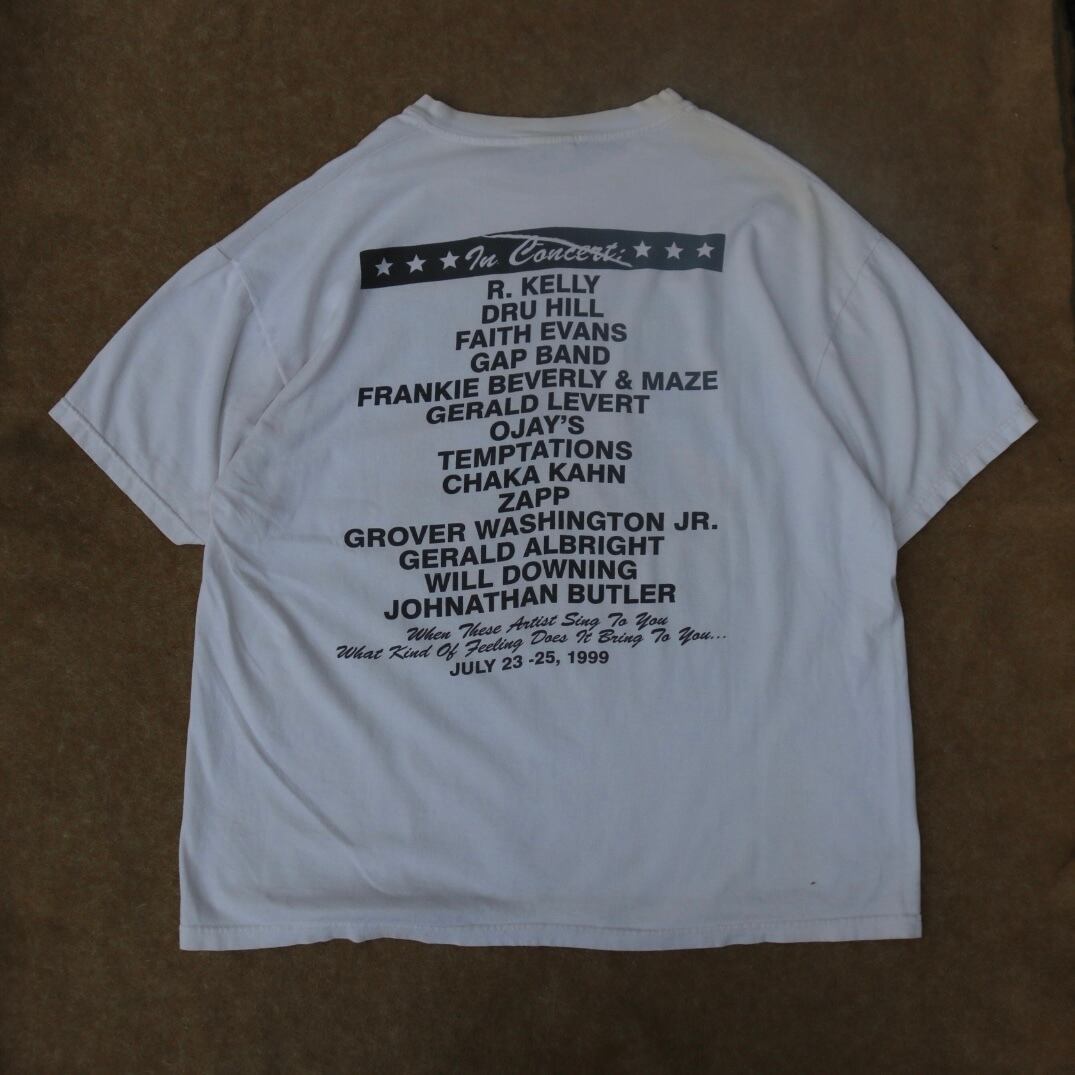 In Concert:
R. KELLY
DRU HILL
FAITH EVANS
GAP BAND
FRANKIE BEVERLY & MAZE
GERALD LEVERT
OJAY'S
TEMPTATIONS
CHAKA KAHN
ZAPP
GROVER WASHINGTON JR.
GERALD ALBRIGHT
WILL DOWNING
JOHNATHAN BUTLER
When These Artist Sing To You
What Kind Of Feeling Does It Bring To You...
JULY 23 -25, 1999